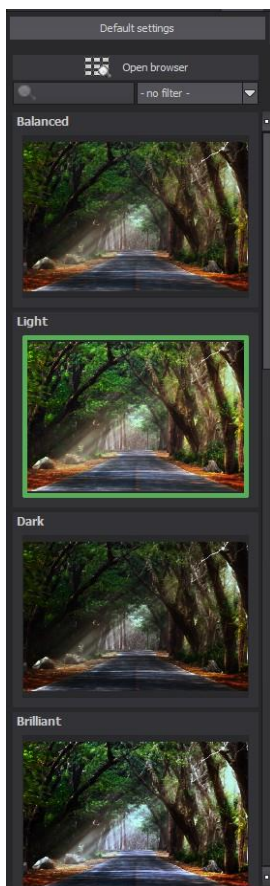 Default settings
Open browser
- no filter -
Balanced
Light
Dark
Brilliant